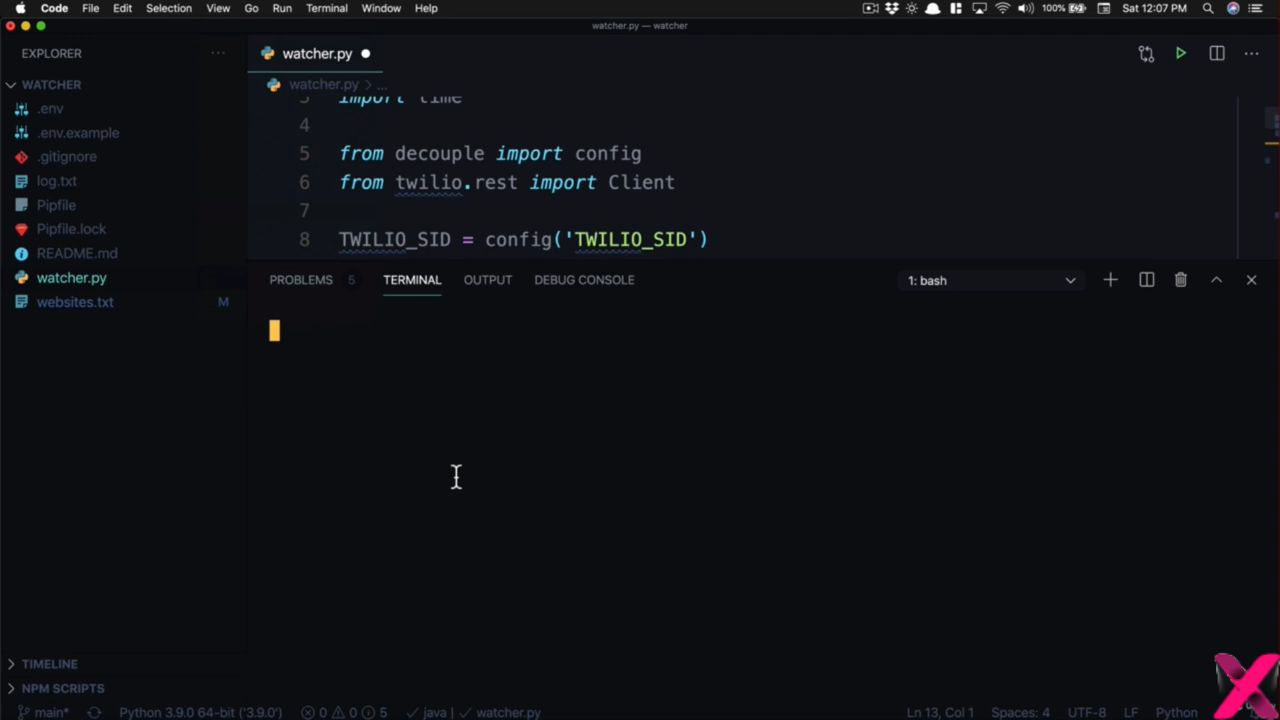 Code File Edit Selection View Go Run Terminal Window Help 100% Sat 12:07 PM
watcher.py — watcher
EXPLORER
WATCHER
.env
.env.example
.gitignore
log.txt
Pipfile
Pipfile.lock
README.md
watcher.py
websites.txt M
TIMELINE
NPM SCRIPTS
watcher.py
watcher.py > ...
3 import time
4
5 from decouple import config
6 from twilio.rest import Client
7
8 TWILIO_SID = config('TWILIO_SID')
PROBLEMS 5 TERMINAL OUTPUT DEBUG CONSOLE 1: bash
main* Python 3.9.0 64-bit ('3.9.0') 0 0 5 java watcher.py Ln 13, Col 1 Spaces: 4 UTF-8 LF Python
X